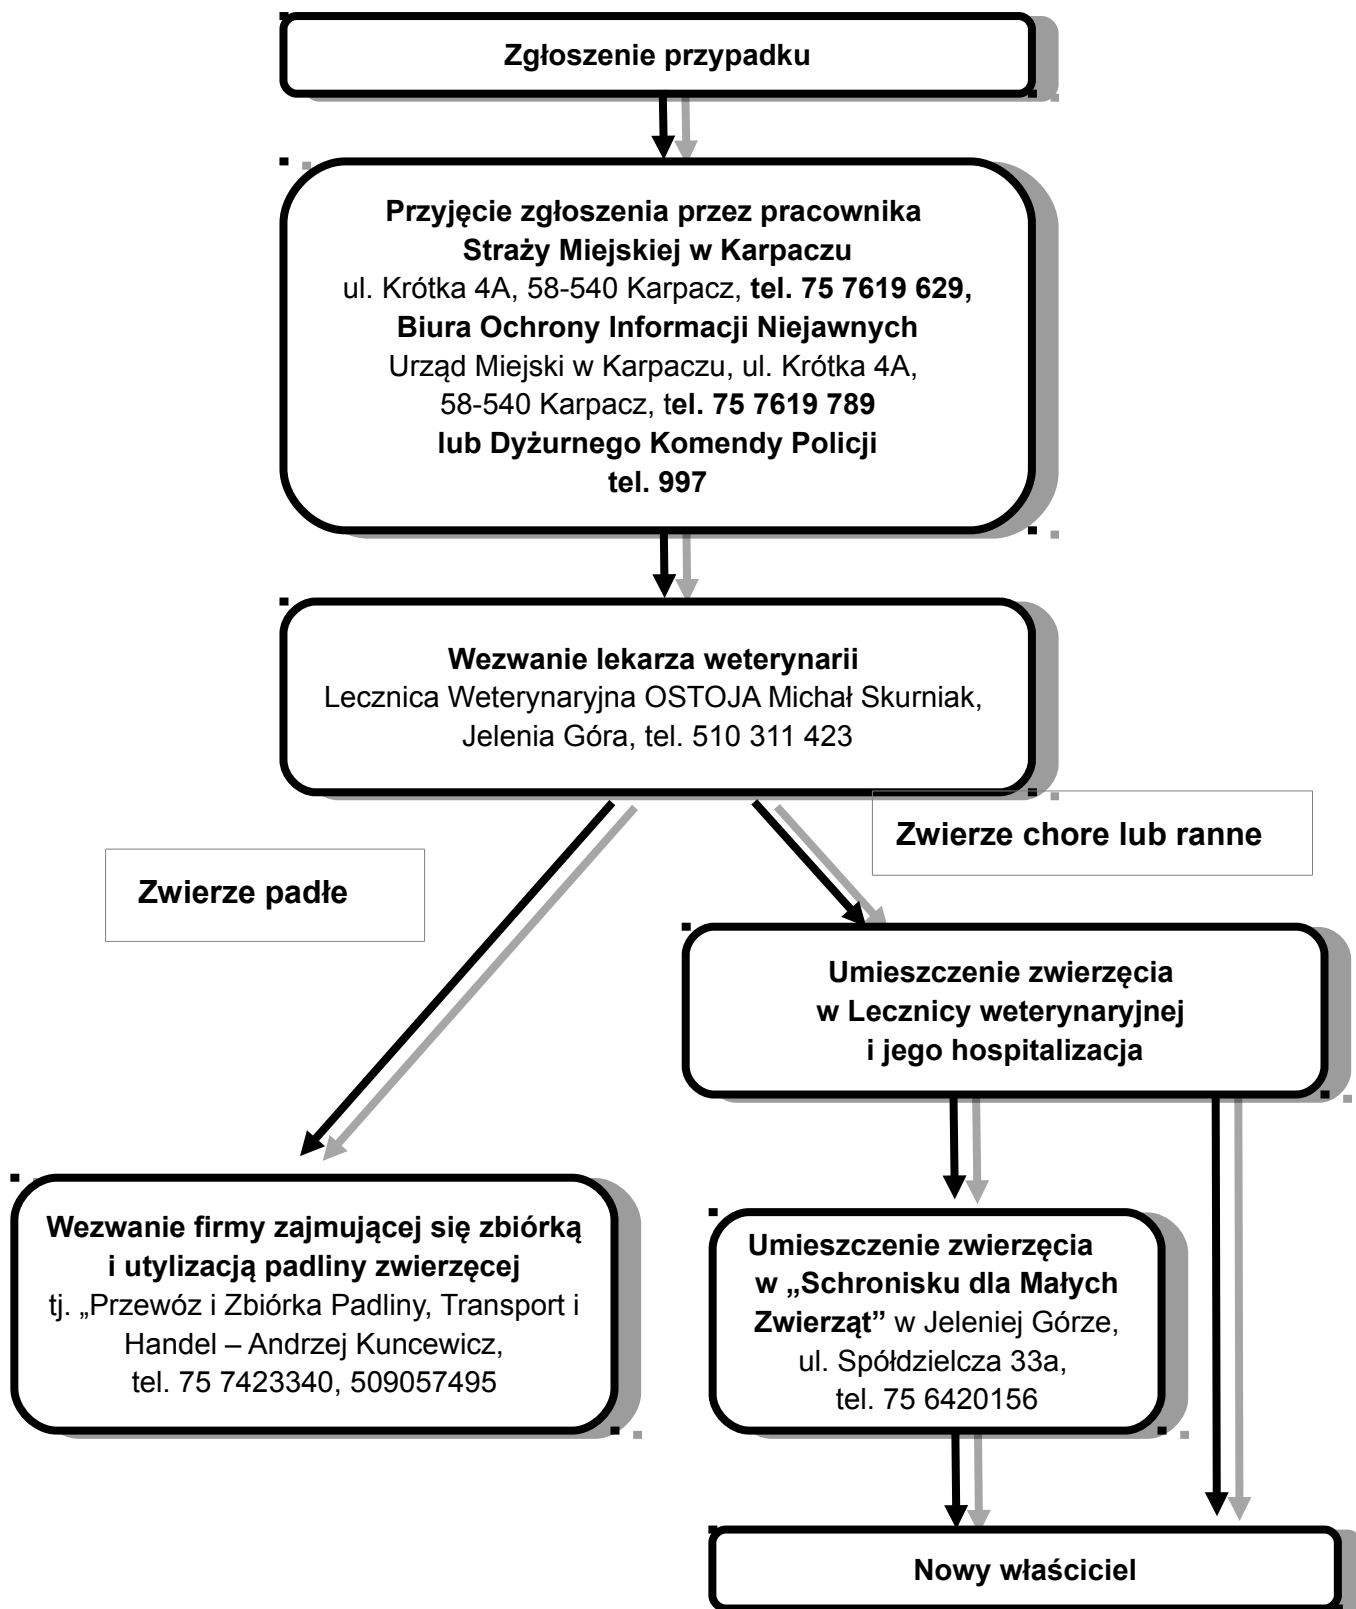 Zgłoszenie przypadku
Przyjęcie zgłoszenia przez pracownika
Straży Miejskiej w Karpaczu
ul. Krótka 4A, 58-540 Karpacz, tel. 75 7619 629,
Biura Ochrony Informacji Niejawnych
Urząd Miejski w Karpaczu, ul. Krótka 4A,
58-540 Karpacz, tel. 75 7619 789
lub Dyżurnego Komendy Policji
tel. 997
Wezwanie lekarza weterynarii
Lecznica Weterynaryjna OSTOJA Michał Skurniak,
Jelenia Góra, tel. 510 311 423
Zwierze chore lub ranne
Zwierze padłe
Umieszczenie zwierzęcia
w Lecznicy weterynaryjnej
i jego hospitalizacja
Wezwanie firmy zajmującej się zbiórką
i utylizacją padliny zwierzęcej
tj. „Przewóz i Zbiórka Padliny, Transport i
Handel – Andrzej Kuncewicz,
tel. 75 7423340, 509057495
Umieszczenie zwierzęcia
w „Schronisku dla Małych
Zwierząt” w Jeleniej Górze,
ul. Spółdzielcza 33a,
tel. 75 6420156
Nowy właściciel